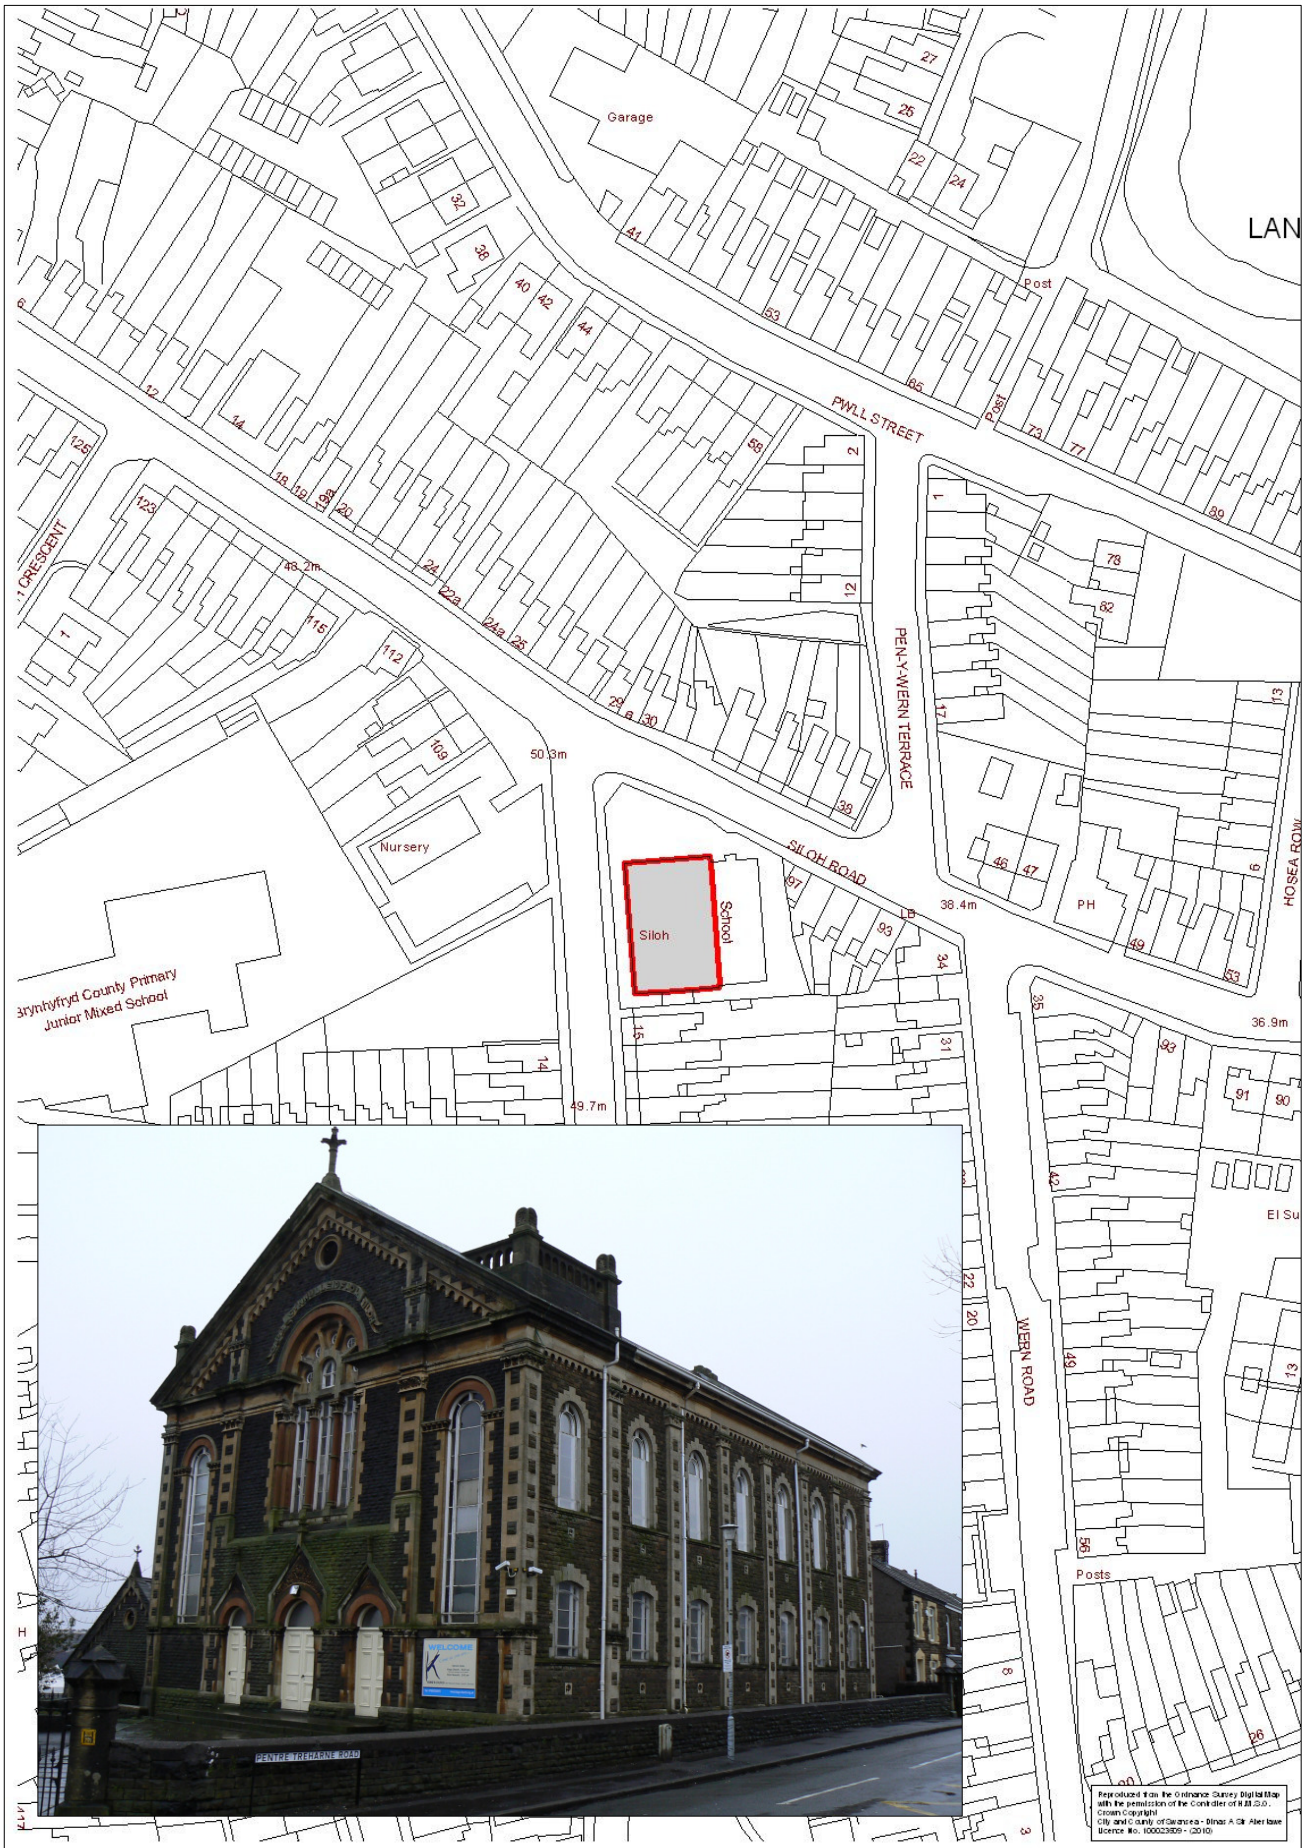 27
25
Garage
22
24
32
LAN
41
38
40
42
44
Post
53
6
65
12
14
PWLL STREET
Post
58
2
73
77
125
18
19
19a
20
123
1
89
CRESCENT
48.2m
24
22a
24a
25
12
78
82
115
112
1
PEN-Y-WERN TERRACE
17
13
29
6
30
109
50.3m
38
Nursery
SILOH ROAD
46
47
6
HOSEA ROW
97
School
Siloh
LB
93
38.4m
PH
49
53
34
Brynhyfryd County Primary
Junior Mixed School
35
36.9m
15
31
93
14
91
90
49.7m
42
El Su
22
20
WERN ROAD
49
13
56
Posts
H
8
26
3
WELCOME
K
PENTRE TREHARNE ROAD
Reproduced from the Ordnance Survey Digital Map
with the permission of the Controller of H.M.S.O.
Crown Copyright
City and County of Swansea - Dinas A Sir Abertawe
Licence No. 100023509 - (2010)